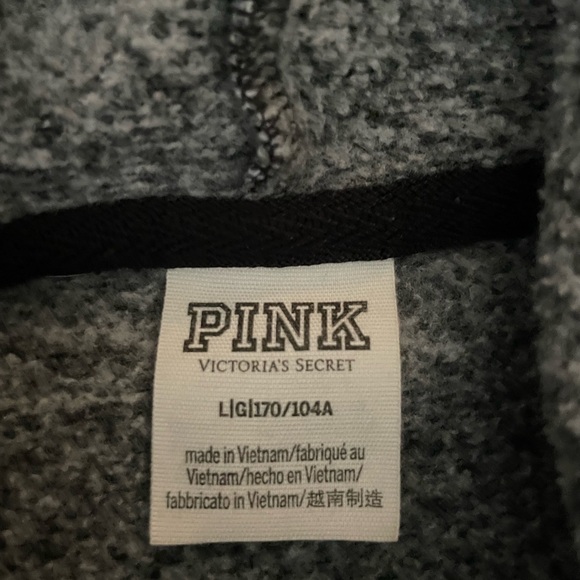 PINK
VICTORIA'S SECRET
L|G|170/104A
made in Vietnam/fabriqué au
Vietnam/hecho en Vietnam/
fabbricato in Vietnam/越南制造